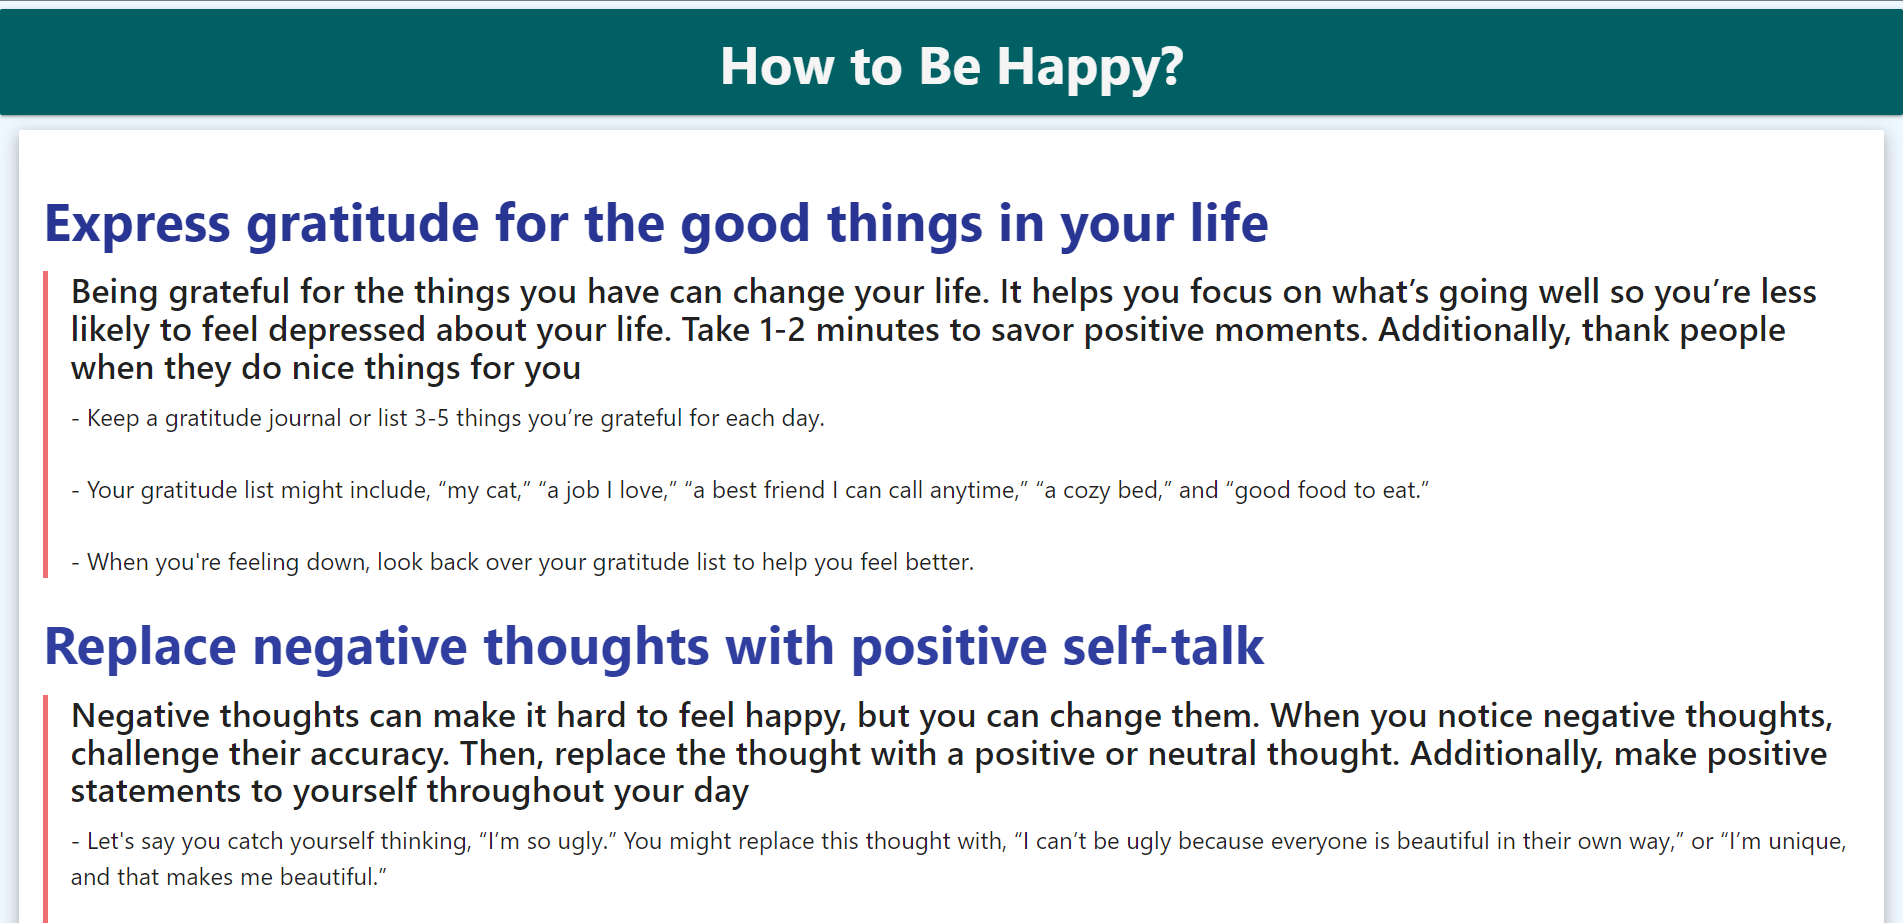 How to Be Happy?
Express gratitude for the good things in your life
Being grateful for the things you have can change your life. It helps you focus on what’s going well so you’re less
likely to feel depressed about your life. Take 1-2 minutes to savor positive moments. Additionally, thank people
when they do nice things for you
- Keep a gratitude journal or list 3-5 things you’re grateful for each day.
- Your gratitude list might include, “my cat,” “a job I love,” “a best friend I can call anytime,” “a cozy bed,” and “good food to eat.”
- When you're feeling down, look back over your gratitude list to help you feel better.
Replace negative thoughts with positive self-talk
Negative thoughts can make it hard to feel happy, but you can change them. When you notice negative thoughts,
challenge their accuracy. Then, replace the thought with a positive or neutral thought. Additionally, make positive
statements to yourself throughout your day
- Let's say you catch yourself thinking, “I’m so ugly.” You might replace this thought with, “I can’t be ugly because everyone is beautiful in their own way,” or “I’m unique,
and that makes me beautiful.”